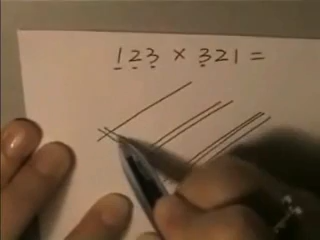 123 × 321 =